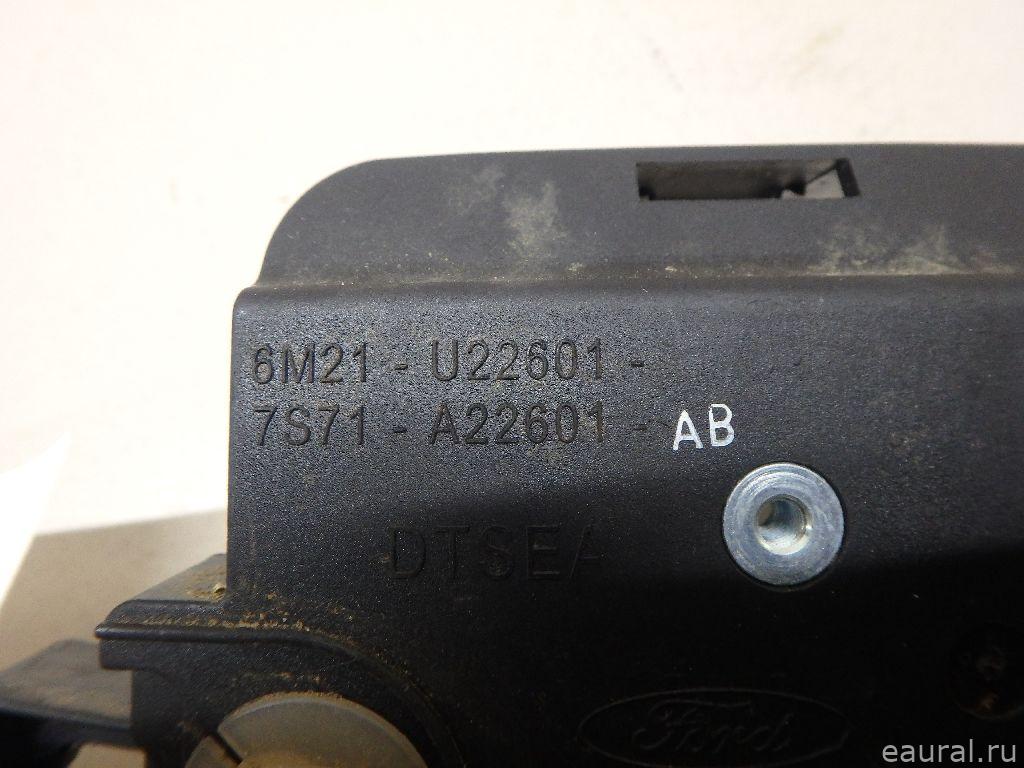 6M21 - U22601 -
7S71 - A22601 - AB
DTSEA
Ford
eaural.ru